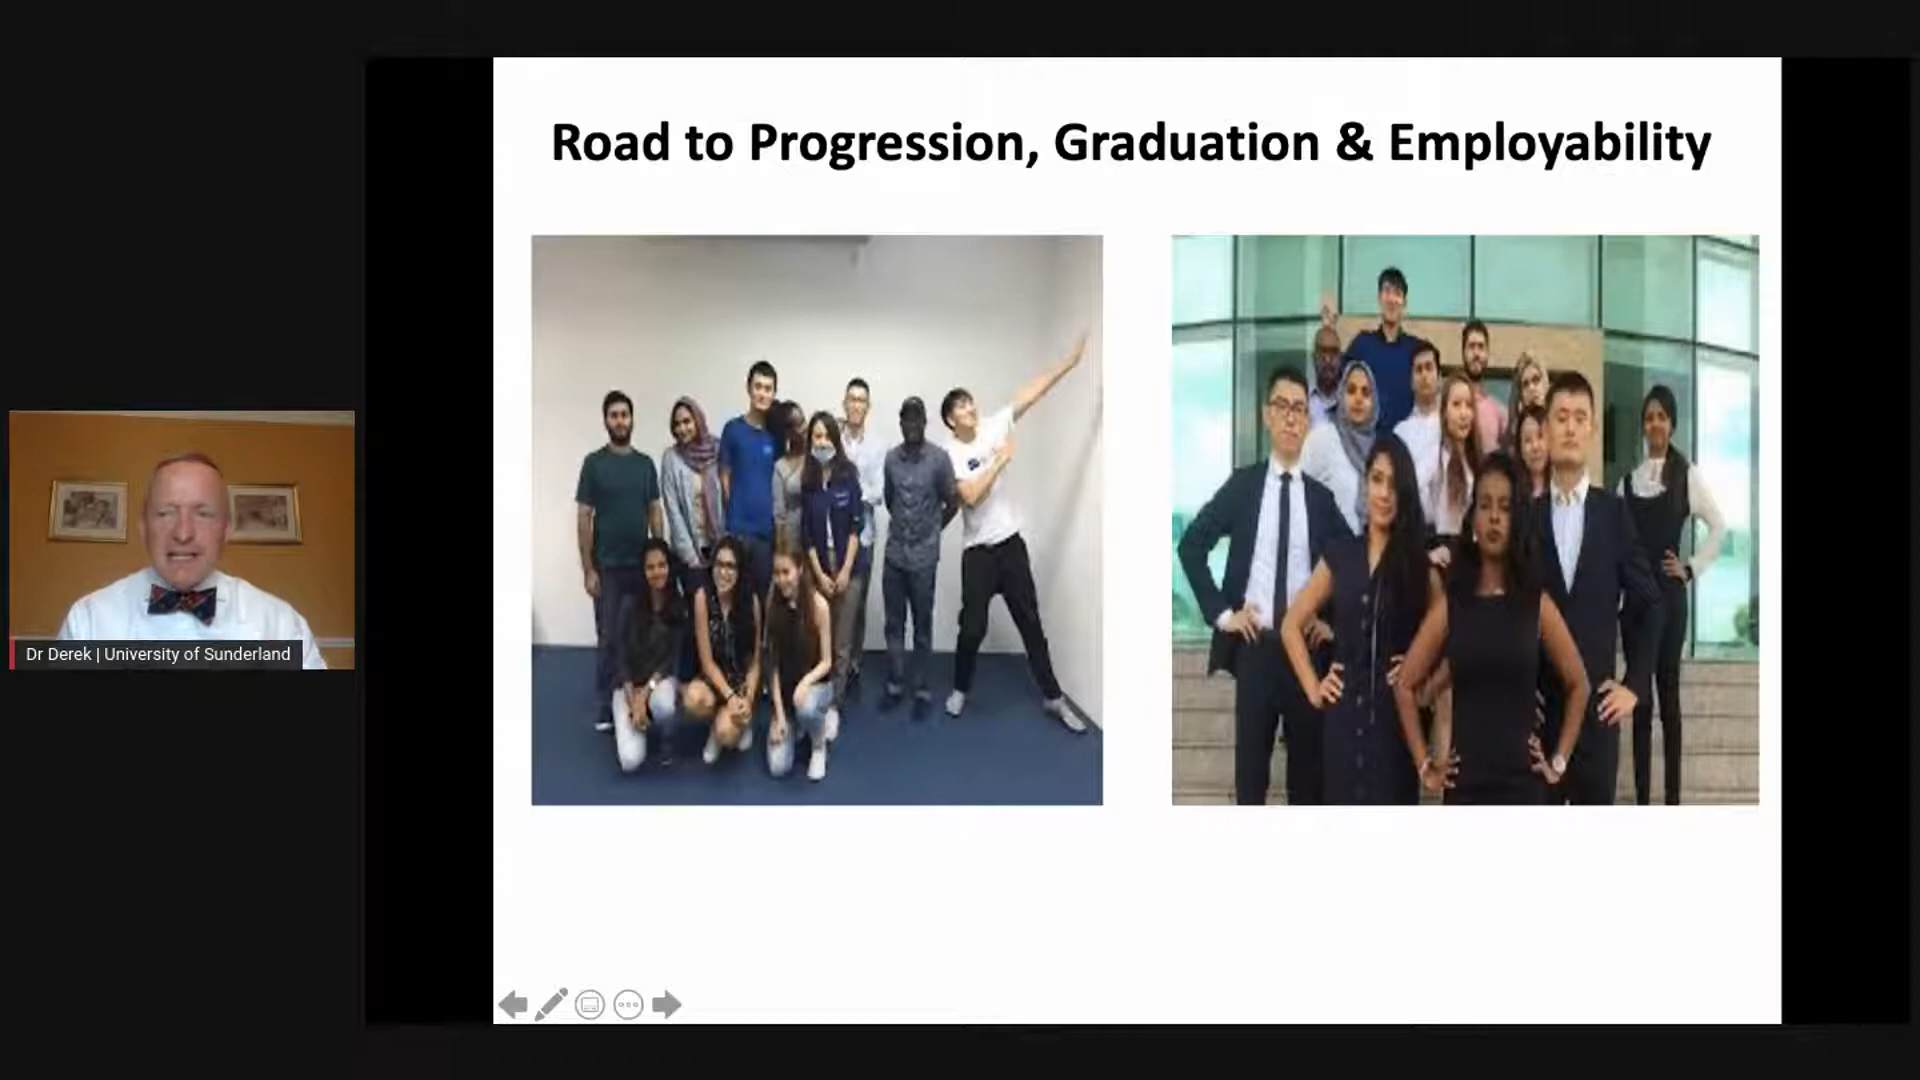 Road to Progression, Graduation & Employability
Dr Derek | University of Sunderland